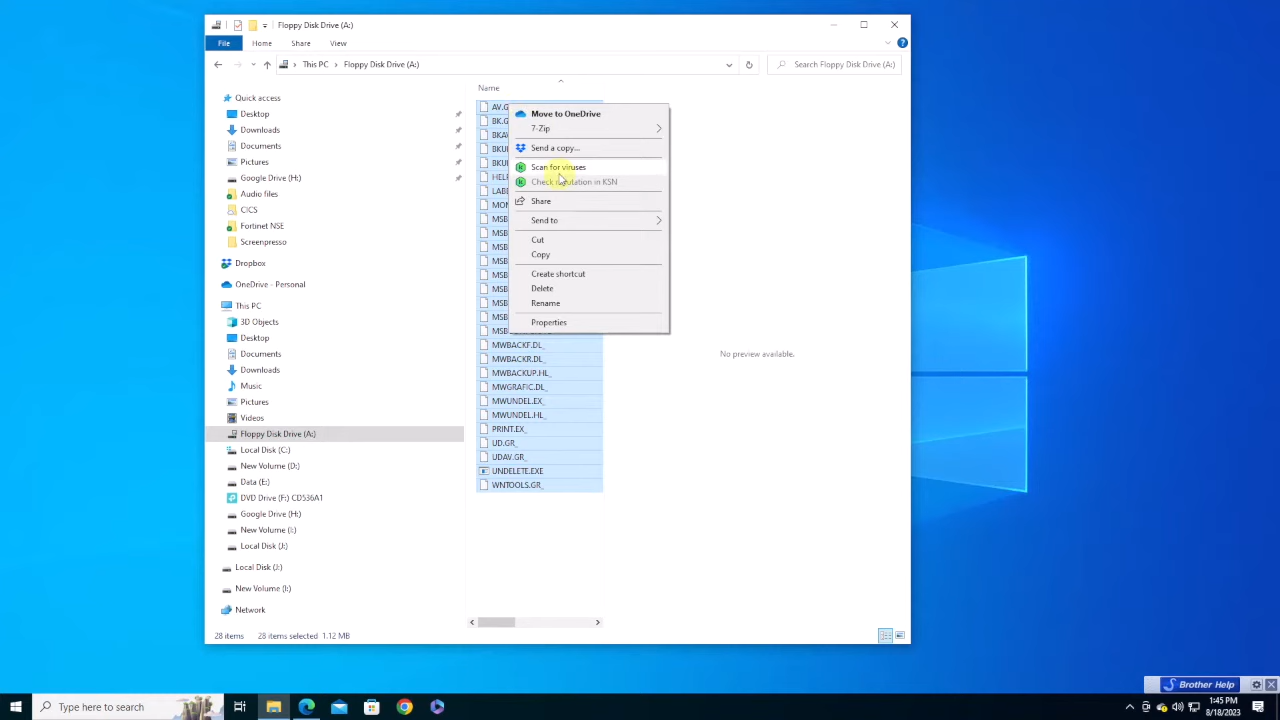 Floppy Disk Drive (A:)
File Home Share View
This PC > Floppy Disk Drive (A:)
Search Floppy Disk Drive (A:)
Quick access
Desktop
Downloads
Documents
Pictures
Google Drive (H:)
Audio files
CICS
Fortinet NSE
Screenpresso
Dropbox
OneDrive - Personal
This PC
3D Objects
Desktop
Documents
Downloads
Music
Pictures
Videos
Floppy Disk Drive (A:)
Local Disk (C:)
New Volume (D:)
Data (E:)
DVD Drive (F:) CD536A1
Google Drive (H:)
New Volume (I:)
Local Disk (J:)
Local Disk (J:)
New Volume (I:)
Network
Name
AV.G
BK.G
BKA
BKU
BKU
HELP
LABE
MO
MSB
MSB
MSB
MSB
MSB
MSB
MSB
MSB
MSB
MWBACKF.DL_
MWBACKR.DL_
MWBACKUP.HL_
MWGRAFIC.DL_
MWUNDEL.EX_
MWUNDEL.HL_
PRINT.EX_
UD.GR_
UDAV.GR_
UNDELETE.EXE
WNTOOLS.GR_
Move to OneDrive
7-Zip
Send a copy...
Scan for viruses
Check reputation in KSN
Share
Send to
Cut
Copy
Create shortcut
Delete
Rename
Properties
No preview available.
28 items 28 items selected 1.12 MB
Brother Help
Type here to search
1:45 PM
8/18/2023